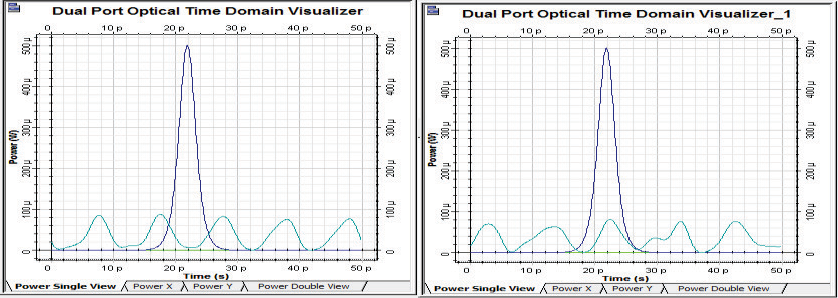 Dual Port Optical Time Domain Visualizer
0 10 p 20 p 30 p 40 p 50 p
500 µ 500 µ
400 µ 400 µ
300 µ 300 µ
Power (W)
200 µ 200 µ
100 µ 100 µ
0 0
0 10 p 20 p 30 p 40 p 50 p
Time (s)
Power Single View Power X Power Y Power Double View
Dual Port Optical Time Domain Visualizer_1
0 10 p 20 p 30 p 40 p 50 p
500 µ 500 µ
400 µ 400 µ
300 µ 300 µ
Power (W)
200 µ 200 µ
100 µ 100 µ
0 0
0 10 p 20 p 30 p 40 p 50 p
Time (s)
Power Single View Power X Power Y Power Double View